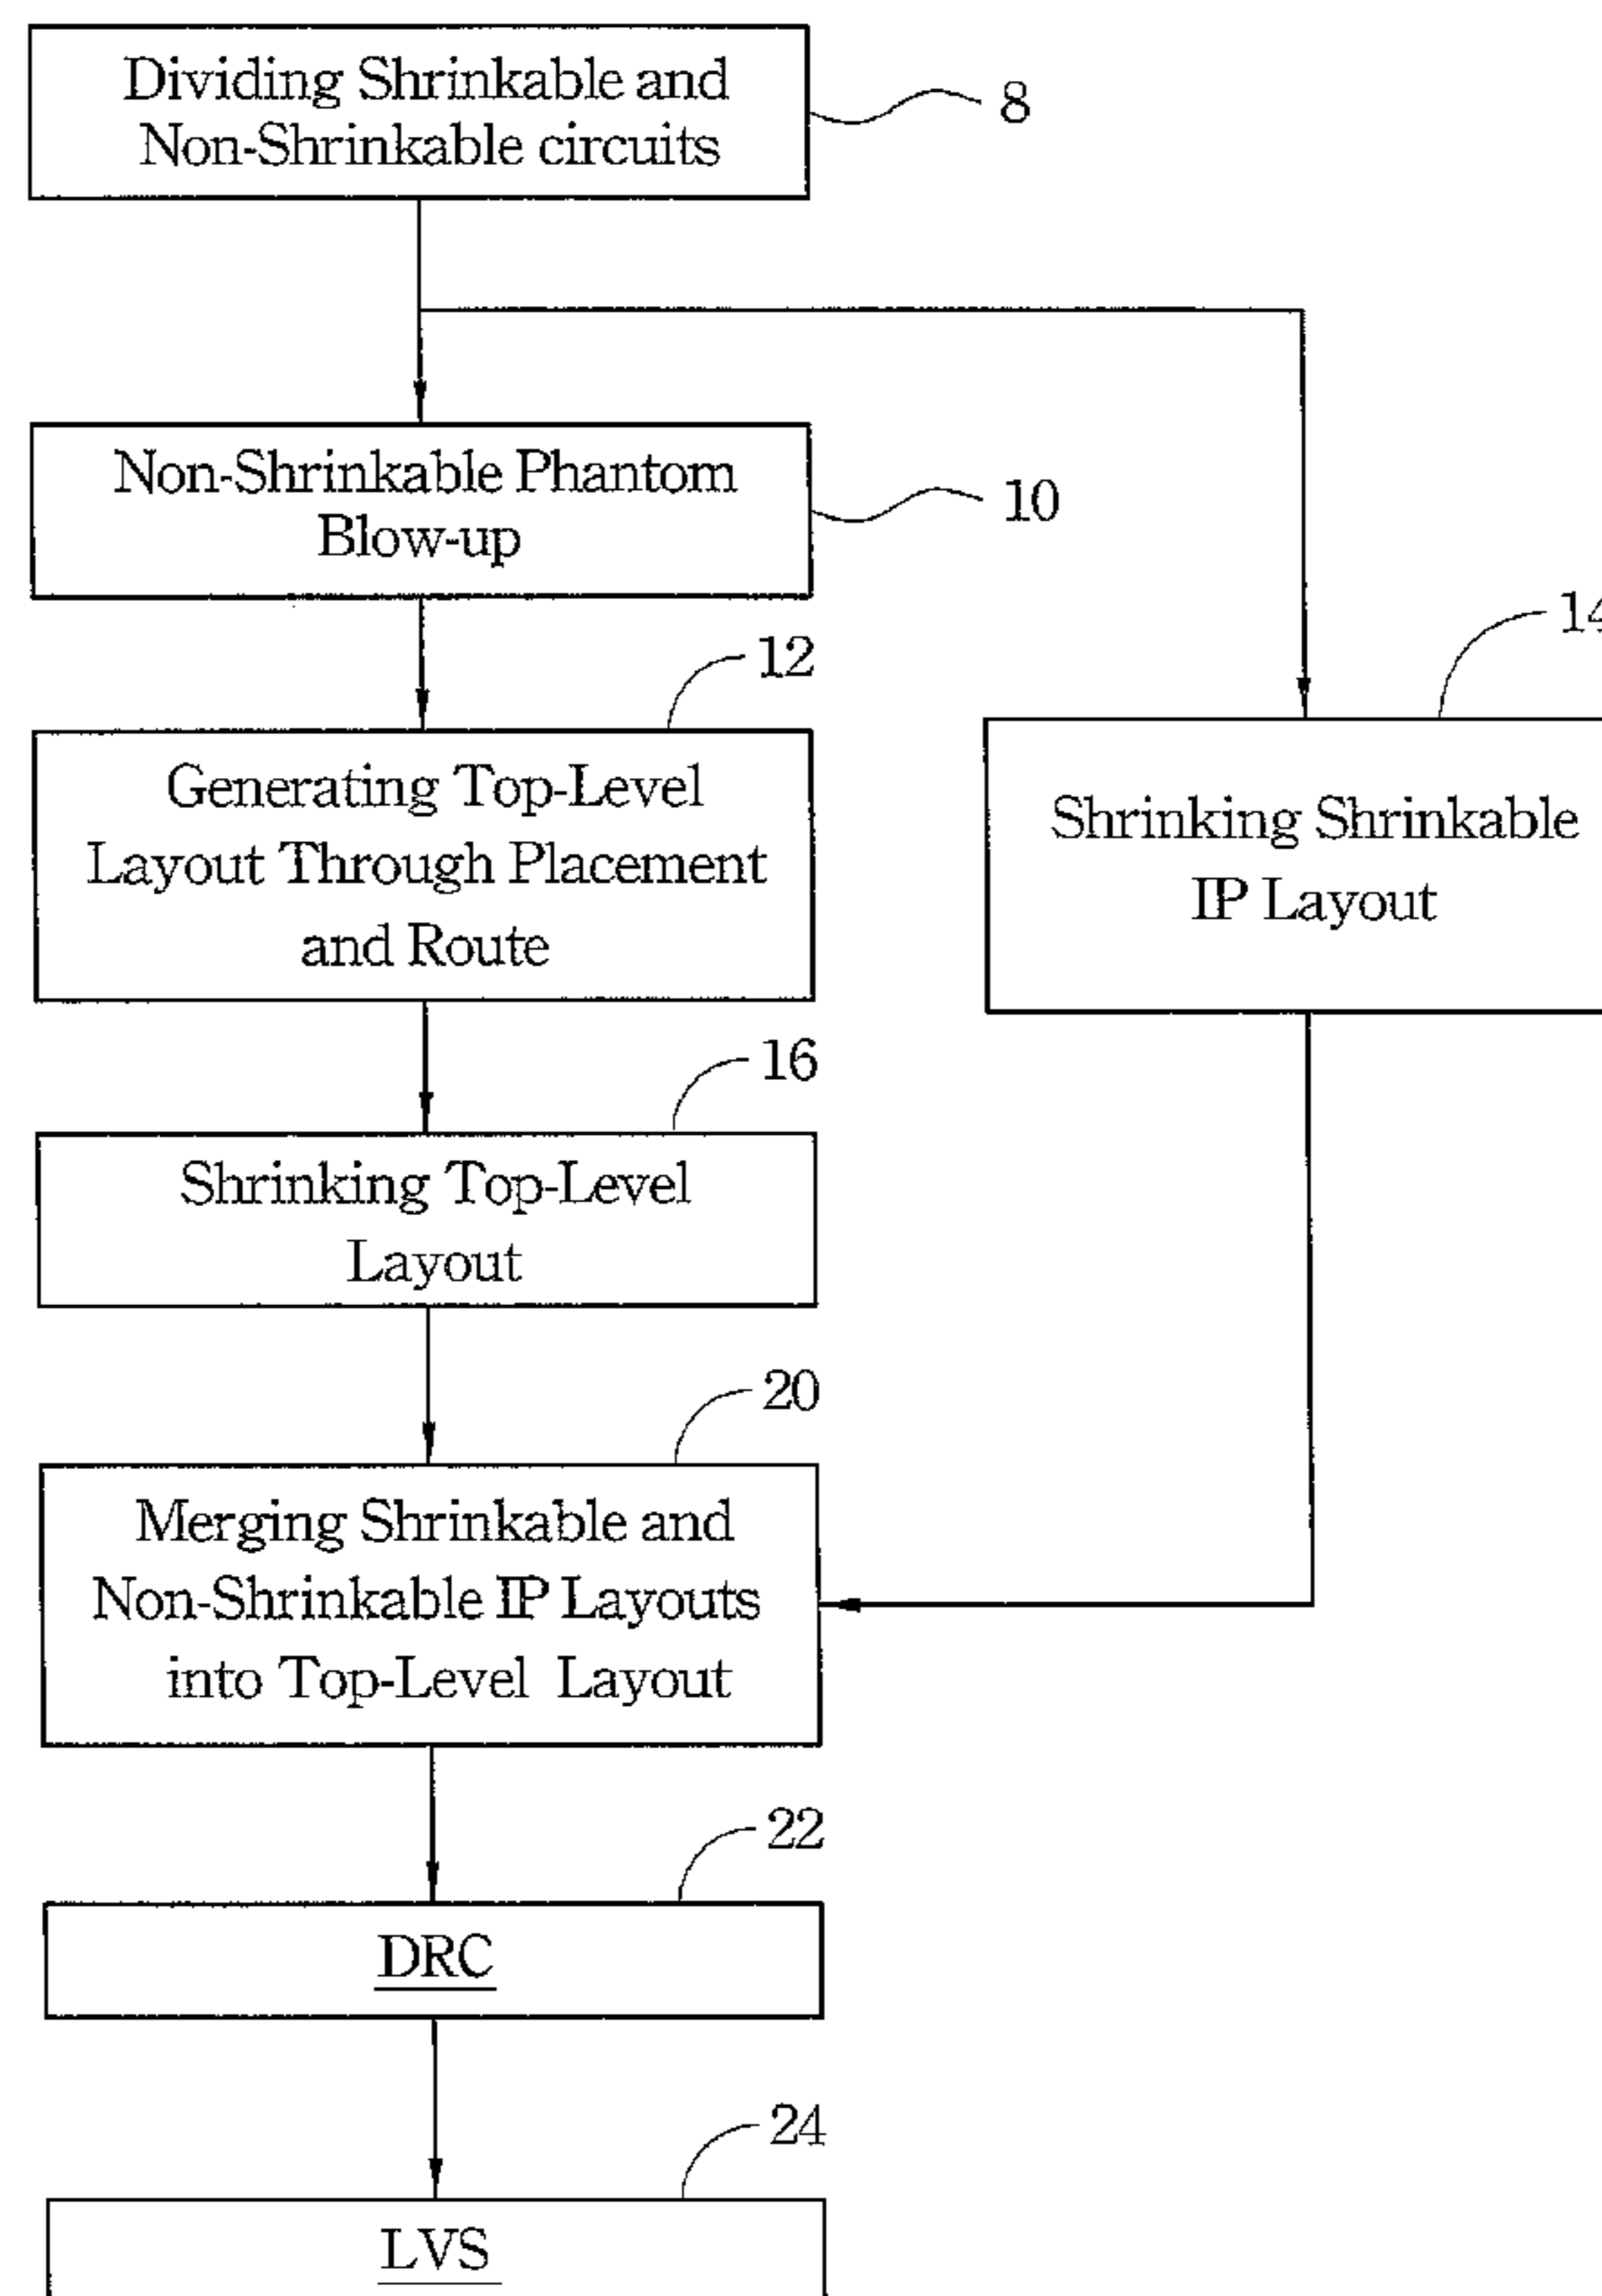 Dividing Shrinkable and
Non-Shrinkable circuits
8
Non-Shrinkable Phantom
Blow-up
10
12
Generating Top-Level
Layout Through Placement
and Route
14
Shrinking Shrinkable
IP Layout
16
Shrinking Top-Level
Layout
20
Merging Shrinkable and
Non-Shrinkable IP Layouts
into Top-Level Layout
22
DRC
24
LVS